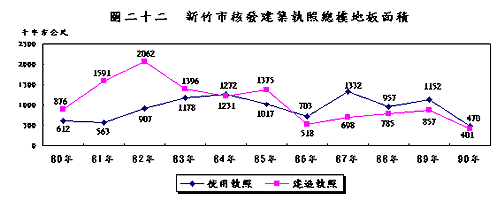 圖二十二 新竹市核發建築執照總樓地板面積
千平方公尺
2500
2000
1500
1000
500
0
876 1591 2062 1396 1272 1375 703 1332 957 1152 470
612 563 907 1178 1231 1017 518 698 785 857 401
80年 81年 82年 83年 84年 85年 86年 87年 88年 89年 90年
使用執照 建造執照